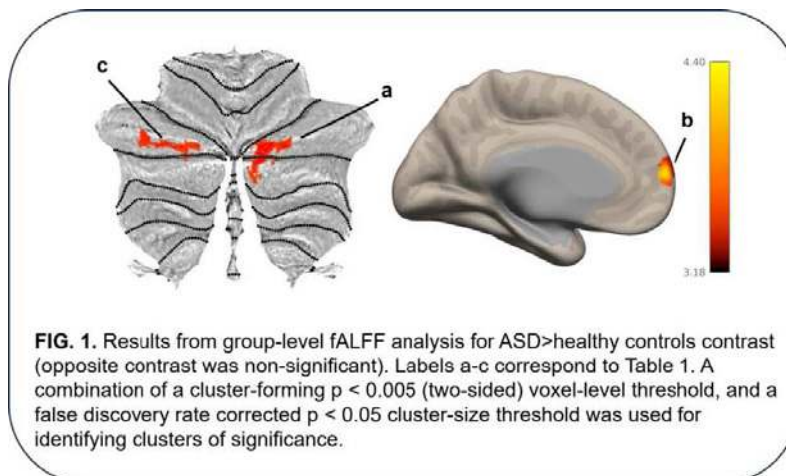 c
a
4.40
b
3.18
FIG. 1. Results from group-level fALFF analysis for ASD>healthy controls contrast
(opposite contrast was non-significant). Labels a-c correspond to Table 1. A
combination of a cluster-forming p < 0.005 (two-sided) voxel-level threshold, and a
false discovery rate corrected p < 0.05 cluster-size threshold was used for
identifying clusters of significance.